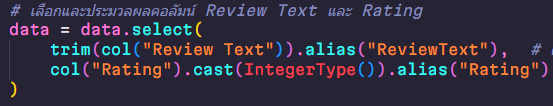 # เลือกและประมวลผลคอลัมน์ Review Text และ Rating
data = data.select(
    trim(col("Review Text")).alias("ReviewText"),  #
    col("Rating").cast(IntegerType()).alias("Rating")
)